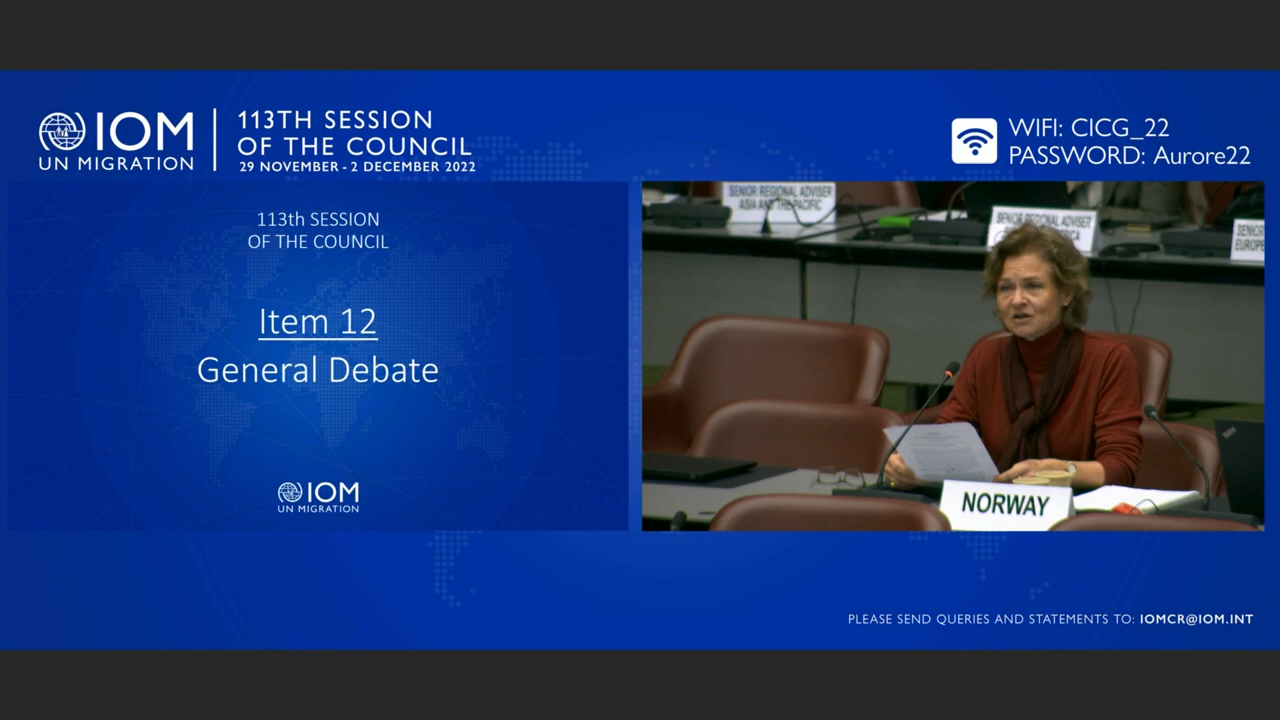 IOM
UN MIGRATION
113TH SESSION
OF THE COUNCIL
29 NOVEMBER - 2 DECEMBER 2022
WIFI: CICG_22
PASSWORD: Aurore22
113th SESSION
OF THE COUNCIL
Item 12
General Debate
IOM
UN MIGRATION
SENIOR REGIONAL ADVISER
ASIA AND THE PACIFIC
SENIOR REGIONAL ADVISER
SENIOR
EUROPE
NORWAY
PLEASE SEND QUERIES AND STATEMENTS TO: IOMCR@IOM.INT